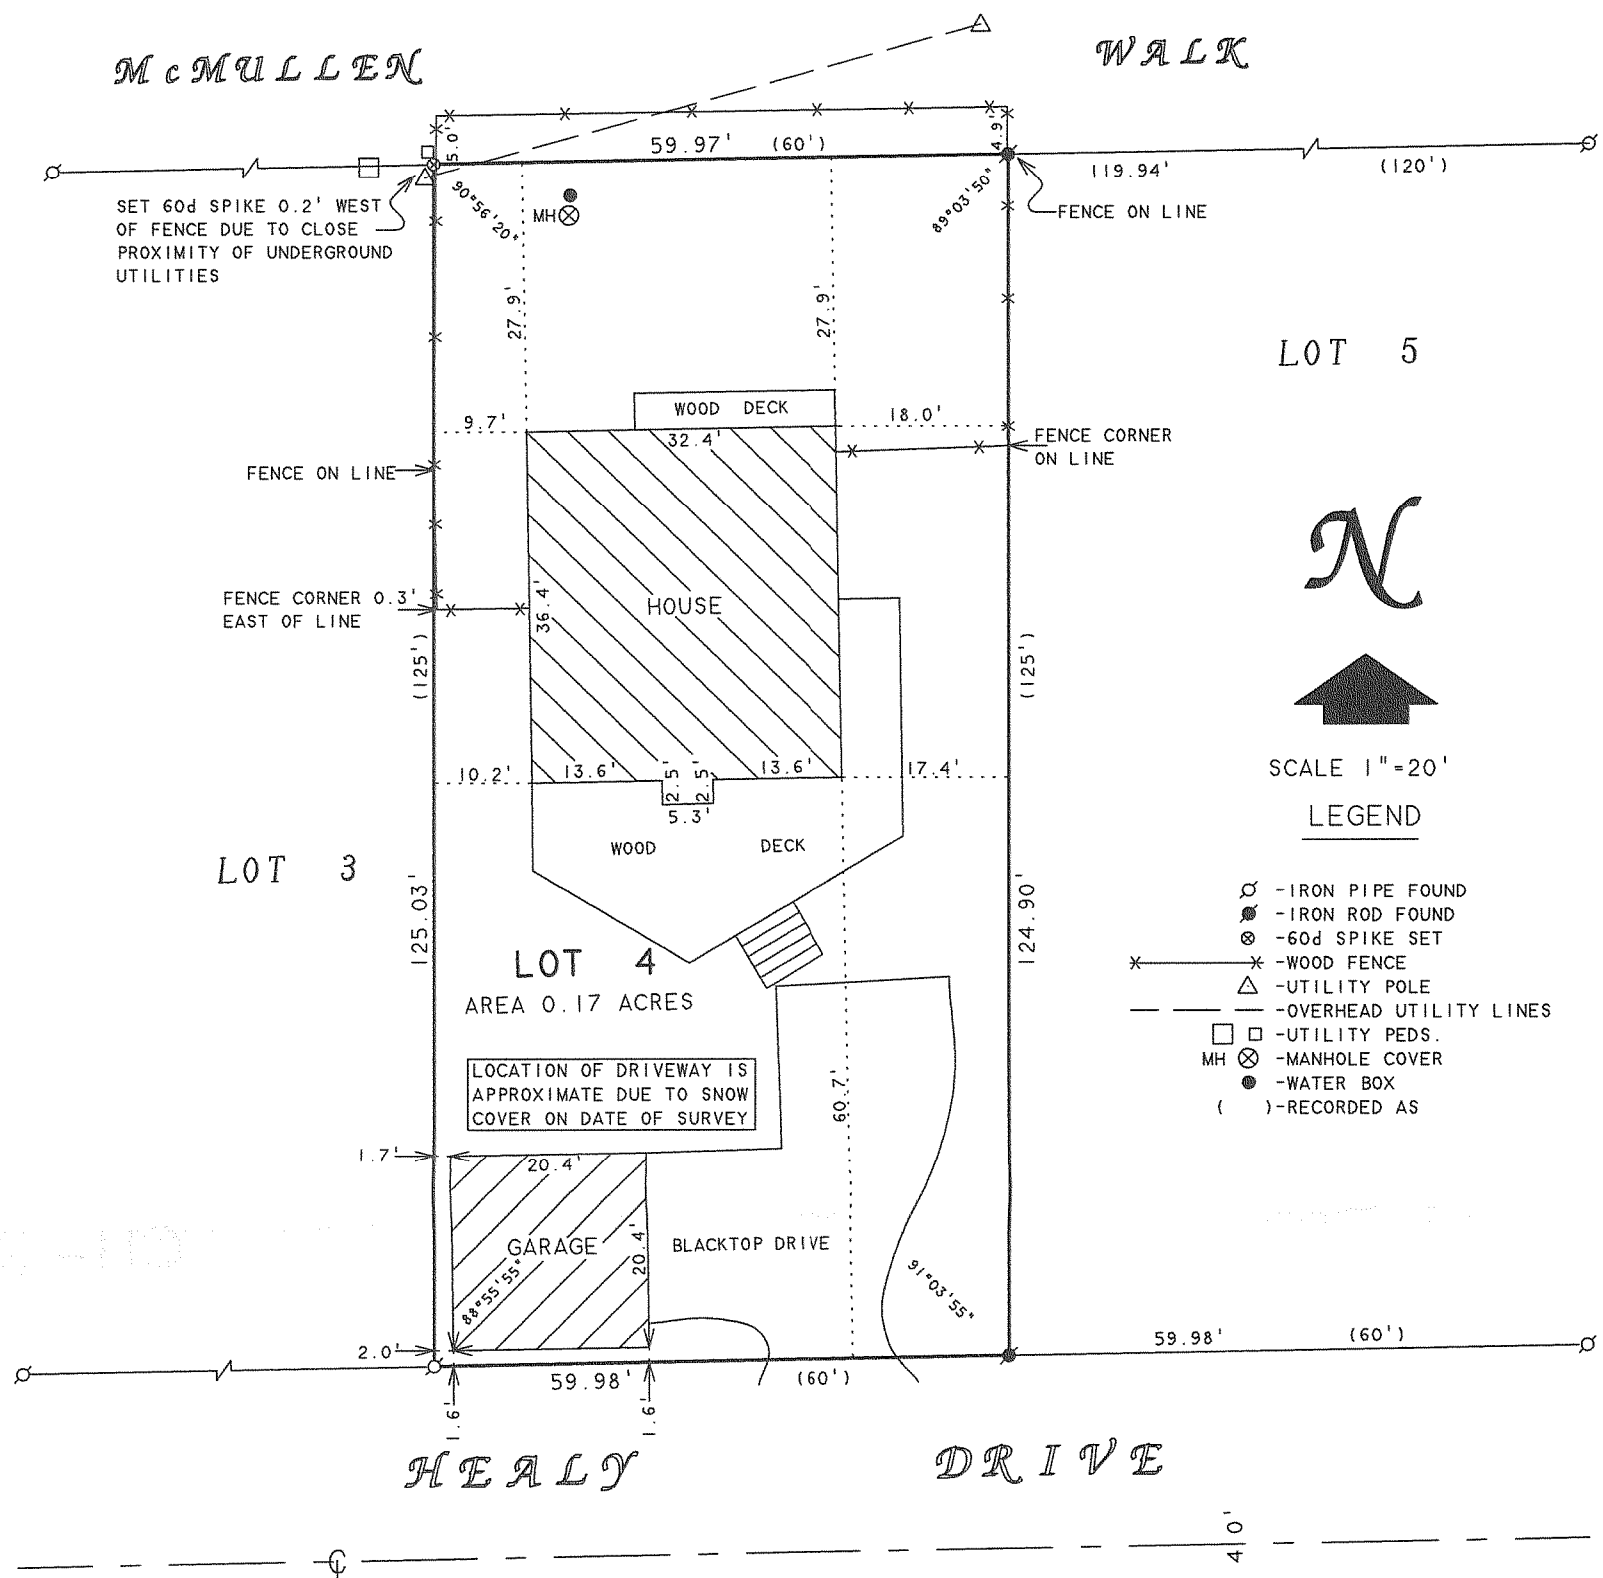 McMULLEN WALK
5.0'
59.97' (60')
4.9'
119.94' (120')
90°56'20"
89°03'50"
SET 60d SPIKE 0.2' WEST
OF FENCE DUE TO CLOSE
PROXIMITY OF UNDERGROUND
UTILITIES
MH
FENCE ON LINE
27.9'
27.9'
LOT 5
WOOD DECK
9.7'
32.4'
18.0'
FENCE CORNER
ON LINE
FENCE ON LINE
N
FENCE CORNER 0.3'
EAST OF LINE
36.4'
HOUSE
(125')
(125')
SCALE 1"=20'
10.2'
13.6'
2.5'
2.5'
13.6'
17.4'
5.3'
LEGEND
WOOD DECK
LOT 3
125.03'
124.90'
-IRON PIPE FOUND
-IRON ROD FOUND
-60d SPIKE SET
-WOOD FENCE
-UTILITY POLE
-OVERHEAD UTILITY LINES
-UTILITY PEDS.
MH -MANHOLE COVER
-WATER BOX
( )-RECORDED AS
LOT 4
AREA 0.17 ACRES
LOCATION OF DRIVEWAY IS
APPROXIMATE DUE TO SNOW
COVER ON DATE OF SURVEY
60.7'
1.7'
20.4'
GARAGE
20.4'
BLACKTOP DRIVE
88°55'55"
91°03'55"
2.0'
59.98' (60')
59.98' (60')
1.6'
1.6'
HEALY DRIVE
40'